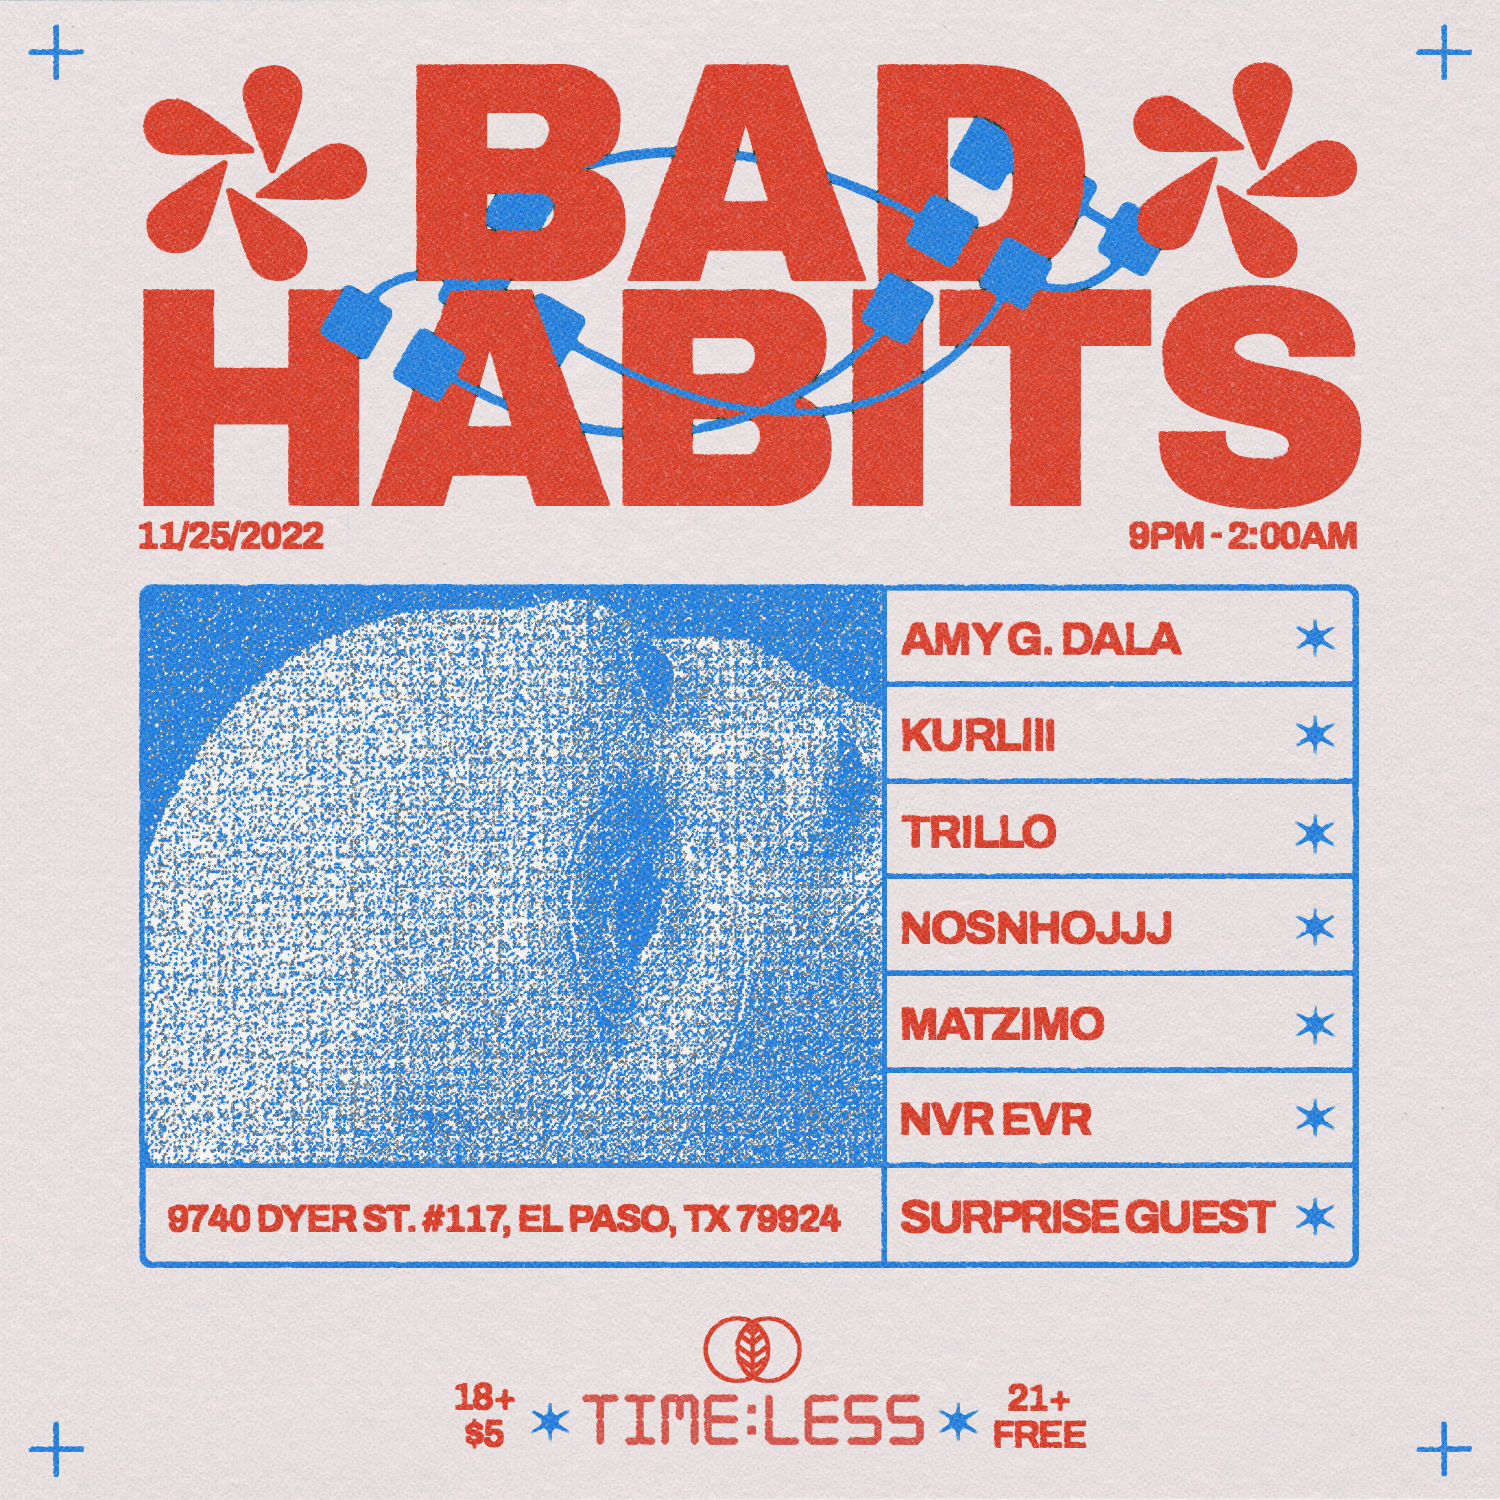 BAD
HABITS
11/25/2022
9PM - 2:00AM
AMY G. DALA
KURLIII
TRILLO
NOSNHOJJJ
MATZIMO
NVR EVR
SURPRISE GUEST
9740 DYER ST. #117, EL PASO, TX 79924
18+
$5
TIME:LESS
21+
FREE